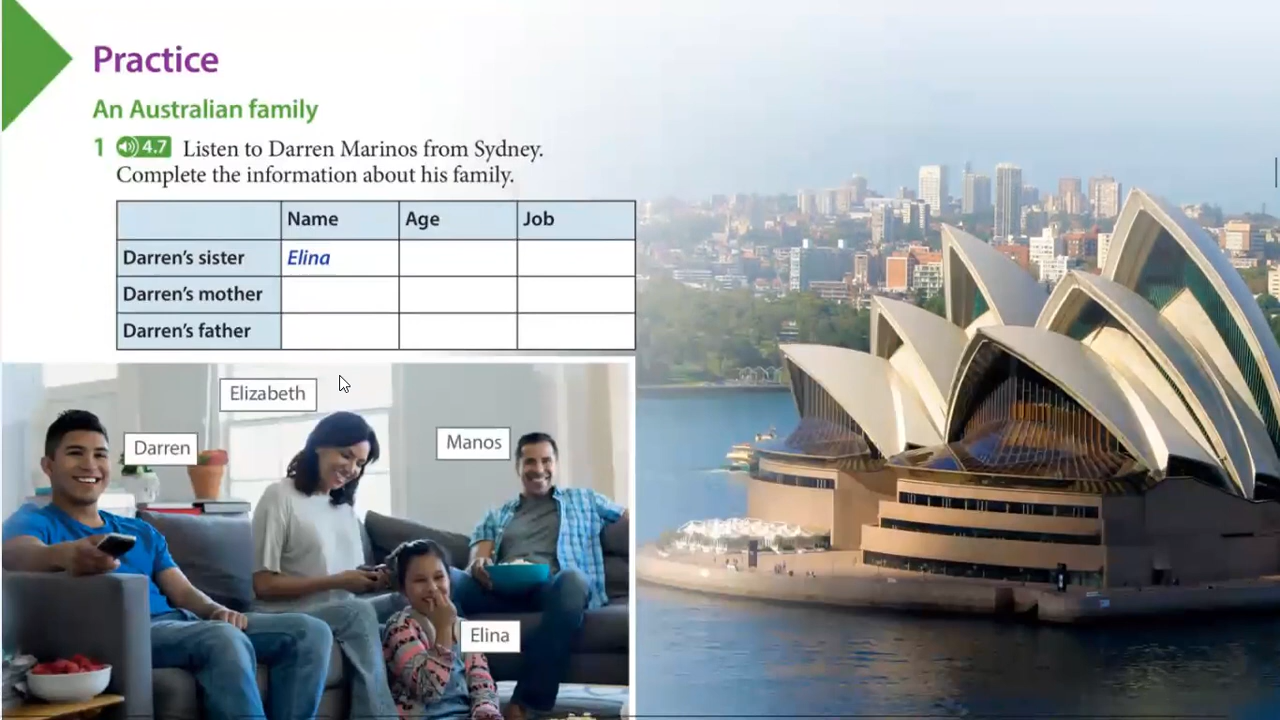 Practice
An Australian family
1 4.7 Listen to Darren Marinos from Sydney.
Complete the information about his family.
Name Age Job
Darren's sister Elina
Darren's mother
Darren's father
Elizabeth
Darren
Manos
Elina